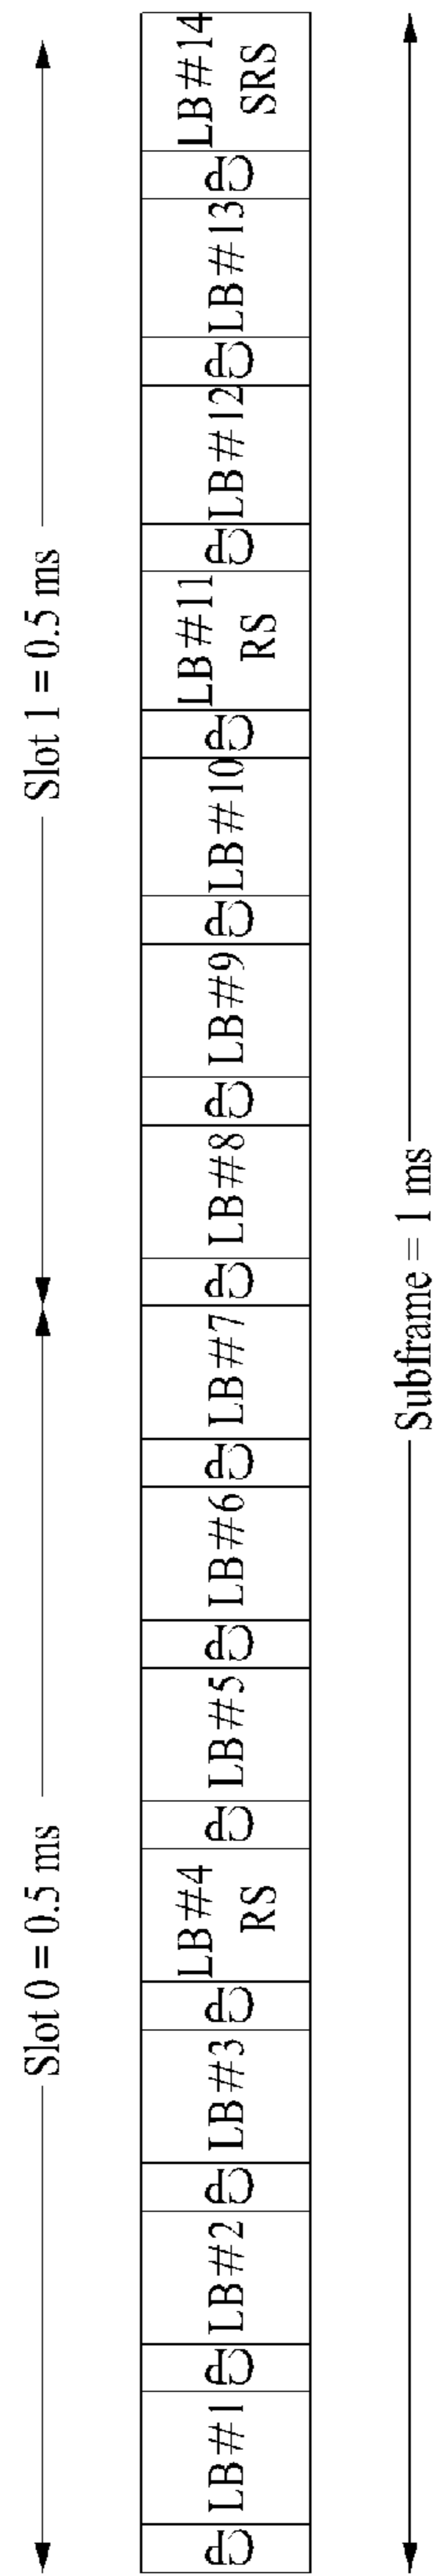 Slot 0 = 0.5 ms
Slot 1 = 0.5 ms
CP
LB#1
CP
LB#2
CP
LB#3
CP
LB#4
RS
CP
LB#5
CP
LB#6
CP
LB#7
CP
LB#8
CP
LB#9
CP
LB#10
CP
LB#11
RS
CP
LB#12
CP
LB#13
CP
LB#14
SRS
Subframe = 1 ms